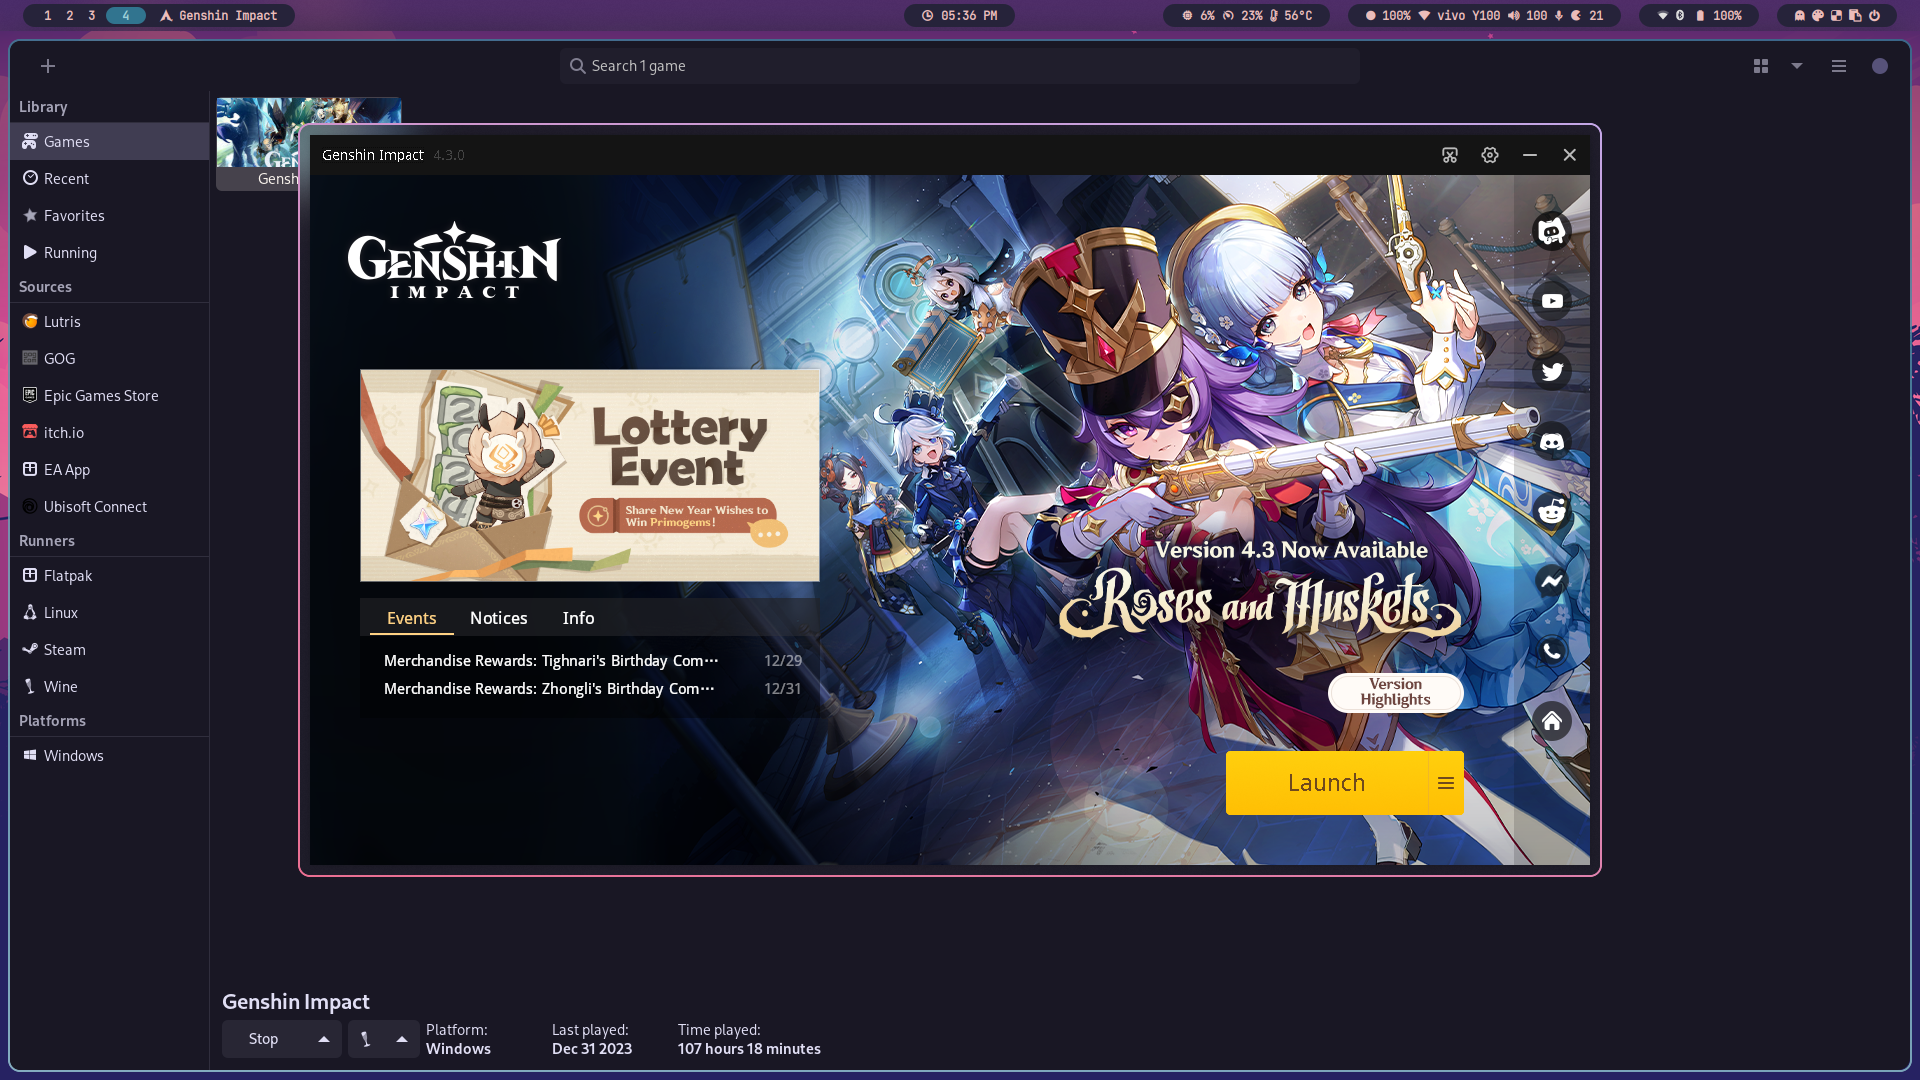 1 2 3 4 Genshin Impact
05:36 PM
6% 23% 56°C
100% vivo Y100 100 21
100%
Search 1 game
Library
Games
Recent
Favorites
Running
Sources
Lutris
GOG
Epic Games Store
itch.io
EA App
Ubisoft Connect
Runners
Flatpak
Linux
Steam
Wine
Platforms
Windows
Gensh
Genshin Impact 4.3.0
GENSHIN
IMPACT
Lottery
Event
Share New Year Wishes to
Win Primogems!
Events Notices Info
Merchandise Rewards: Tighnari's Birthday Com··· 12/29
Merchandise Rewards: Zhongli's Birthday Com··· 12/31
Version 4.3 Now Available
Roses and Muskets
Version
Highlights
Launch
Genshin Impact
Stop
Platform:
Windows
Last played:
Dec 31 2023
Time played:
107 hours 18 minutes